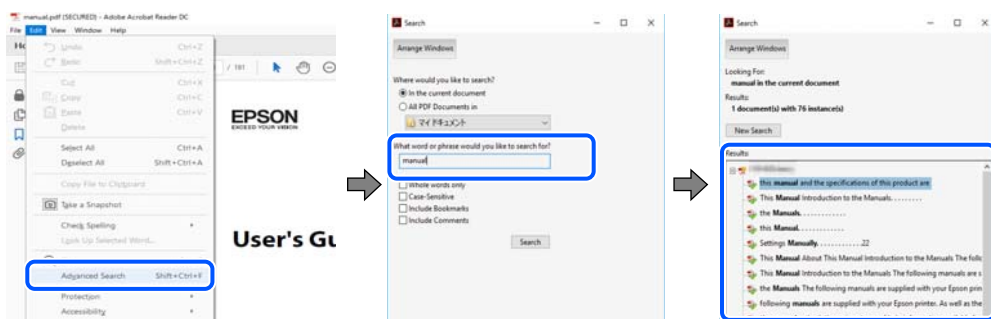 manual.pdf (SECURED) - Adobe Acrobat Reader DC
File Edit View Window Help
Undo Ctrl+Z
Redo Shift+Ctrl+Z
Cut Ctrl+X
Copy Ctrl+C
Paste Ctrl+V
Delete
Select All Ctrl+A
Deselect All Shift+Ctrl+A
Copy File to Clipboard
Take a Snapshot
Check Spelling
Look Up Selected Word...
Advanced Search Shift+Ctrl+F
Protection
Accessibility
/ 181
EPSON
EXCEED YOUR VISION
User's Gu
Search
Arrange Windows
Where would you like to search?
In the current document
All PDF Documents in
マイ ドキュメント
What word or phrase would you like to search for?
manual
Whole words only
Case-Sensitive
Include Bookmarks
Include Comments
Search
Search
Arrange Windows
Looking For:
manual in the current document
Results:
1 document(s) with 76 instance(s)
New Search
Results:
this manual and the specifications of this product are
This Manual Introduction to the Manuals. . . . . . . . .
the Manuals. . . . . . . . . . . .
this Manual. . . . . . . . . . . .
Settings Manually. . . . . . . . . . . . 22
This Manual About This Manual Introduction to the Manuals The follo
This Manual Introduction to the Manuals The following manuals are s
the Manuals The following manuals are supplied with your Epson prin
following manuals are supplied with your Epson printer. As well as the